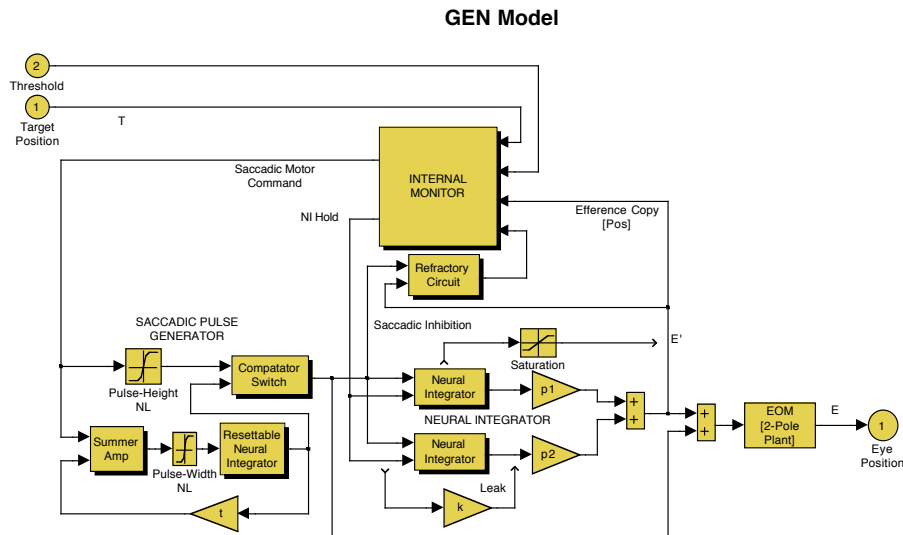 GEN Model
2
Threshold
1
Target
Position
T
Saccadic Motor
Command
NI Hold
INTERNAL
MONITOR
Efference Copy
[Pos]
Refractory
Circuit
Saccadic Inhibition
E'
Saturation
SACCADIC PULSE
GENERATOR
Pulse-Height
NL
Compatator
Switch
Neural
Integrator
p1
NEURAL INTEGRATOR
+
+
+
+
EOM
[2-Pole
Plant]
E
1
Eye
Position
Summer
Amp
Pulse-Width
NL
Resettable
Neural
Integrator
Neural
Integrator
p2
Leak
k
t